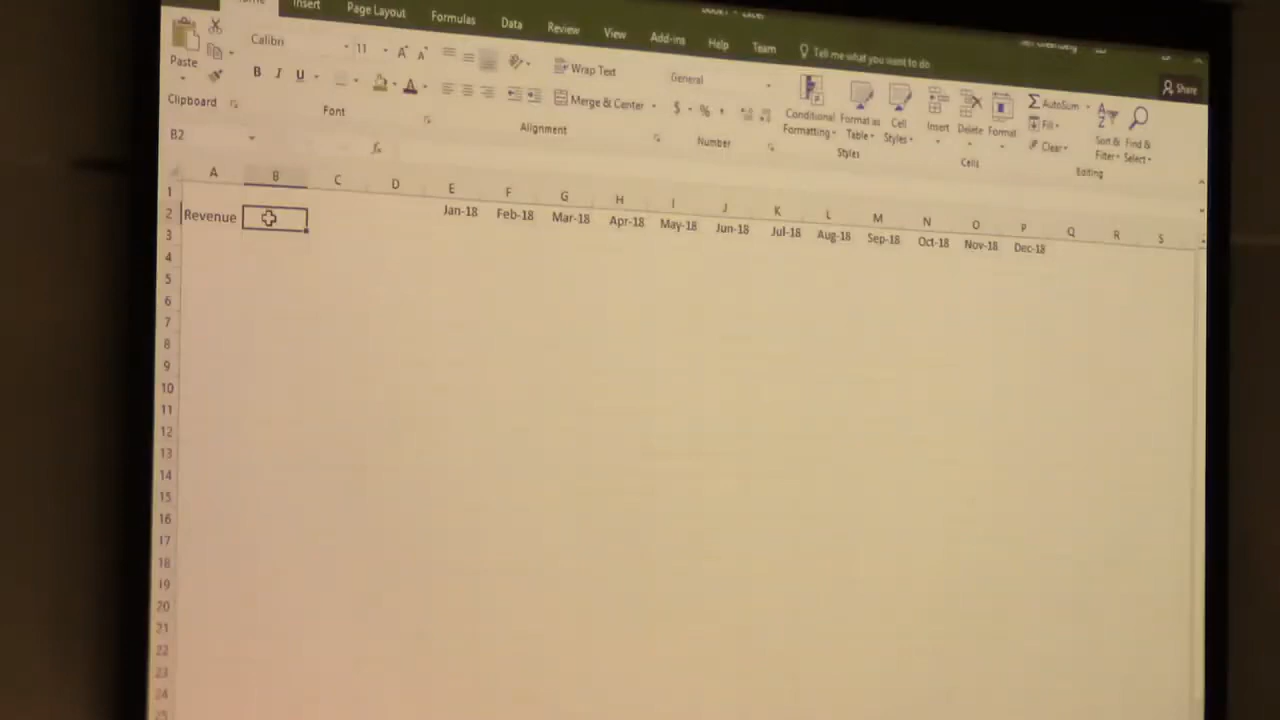 Insert Page Layout Formulas Data Review View Add-ins Help Team Tell me what you want to do
Share
Paste
Calibri 11
B I U A
Wrap Text
Merge & Center
General
$ % ,
Conditional Formatting
Format as Table
Cell Styles
Insert Delete Format
AutoSum
Fill
Clear
Sort & Filter
Find & Select
Clipboard Font Alignment Number Styles Cells Editing
B2 fx
A B C D E F G H I J K L M N O P Q R S
1
2 Revenue Jan-18 Feb-18 Mar-18 Apr-18 May-18 Jun-18 Jul-18 Aug-18 Sep-18 Oct-18 Nov-18 Dec-18
3
4
5
6
7
8
9
10
11
12
13
14
15
16
17
18
19
20
21
22
23
24
25